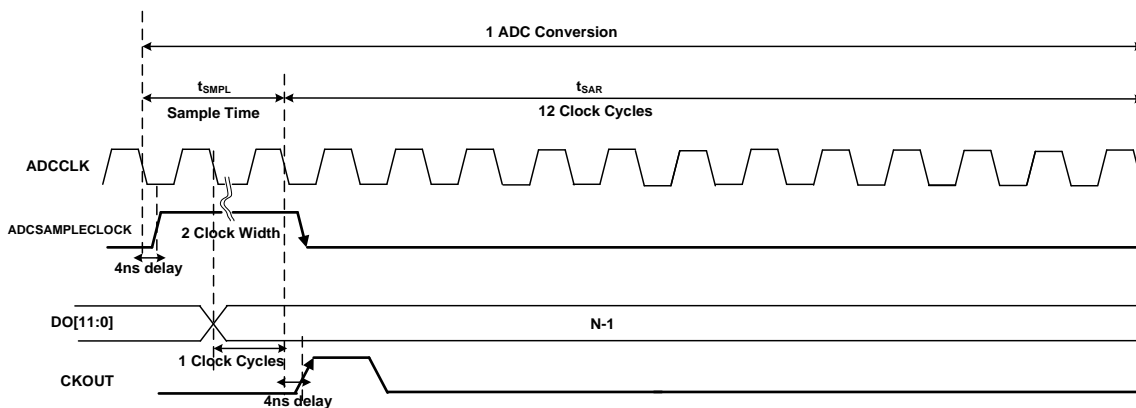 1 ADC Conversion
tSMPL
tSAR
Sample Time
12 Clock Cycles
ADCCLK
ADCSAMPLECLOCK
2 Clock Width
4ns delay
DO[11:0]
N-1
1 Clock Cycles
CKOUT
4ns delay